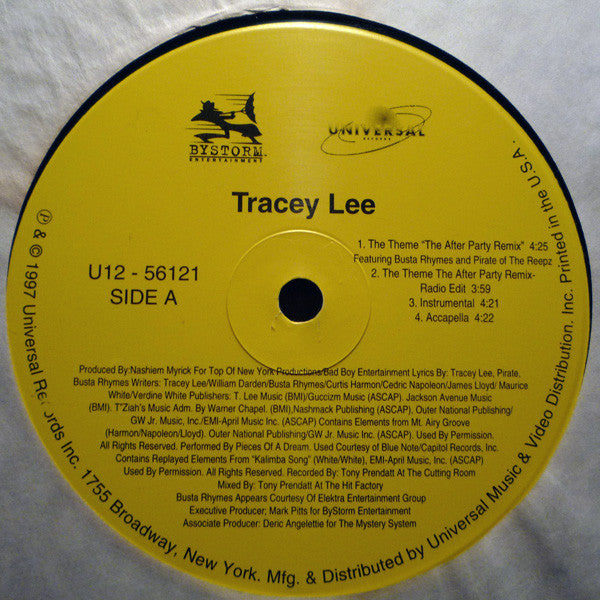 BYSTORM
ENTERTAINMENT
UNIVERSAL
RECORDS
Tracey Lee
U12 - 56121
SIDE A
1. The Theme “The After Party Remix” 4:25
Featuring Busta Rhymes and Pirate of The Reepz
2. The Theme The After Party Remix-
Radio Edit 3:59
3. Instrumental 4:21
4. Accapella 4:22
Produced By:Nashiem Myrick For Top Of New York Productions/Bad Boy Entertainment Lyrics By: Tracey Lee, Pirate,
Busta Rhymes Writers: Tracey Lee/William Darden/Busta Rhymes/Curtis Harmon/Cedric Napoleon/James Lloyd/ Maurice
White/Verdine White Publishers: T. Lee Music (BMI)/Guccizm Music (ASCAP). Jackson Avenue Music
(BMI). T'Ziah's Music Adm. By Warner Chapel. (BMI),Nashmack Publishing (ASCAP). Outer National Publishing/
GW Jr. Music, Inc./EMI-April Music Inc. (ASCAP) Contains Elements from Mt. Airy Groove
(Harmon/Napoleon/Lloyd). Outer National Publishing/GW Jr. Music Inc. (ASCAP). Used By Permission.
All Rights Reserved. Performed By Pieces Of A Dream. Used Courtesy of Blue Note/Capitol Records, Inc.
Contains Replayed Elements From “Kalimba Song” (White/White). EMI-April Music, Inc. (ASCAP)
Used By Permission. All Rights Reserved. Recorded By: Tony Prendatt At The Cutting Room
Mixed By: Tony Prendatt At The Hit Factory
Busta Rhymes Appears Courtesy Of Elektra Entertainment Group
Executive Producer: Mark Pitts for ByStorm Entertainment
Associate Producer: Deric Angelettie for The Mystery System
℗ & © 1997 Universal Records Inc. 1755 Broadway, New York. Mfg. & Distributed by Universal Music & Video Distribution. Inc. Printed in the U.S.A.